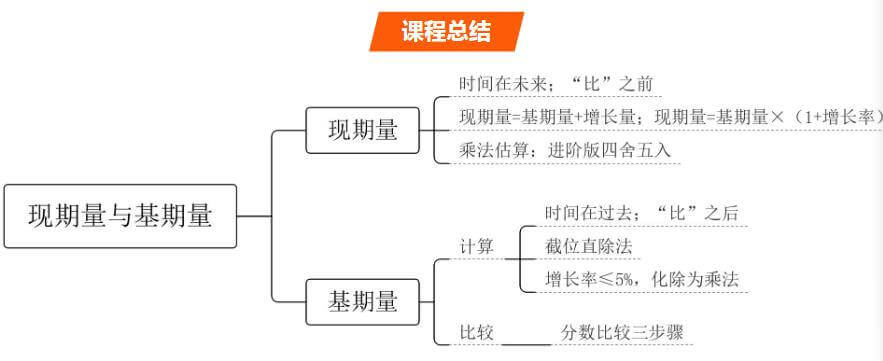 课程总结
现期量与基期量
现期量
时间在未来；“比”之前
现期量=基期量+增长量；现期量=基期量×（1+增长率）
乘法估算：进阶版四舍五入
基期量
计算
时间在过去；“比”之后
截位直除法
增长率≤5%，化除为乘法
比较
分数比较三步骤